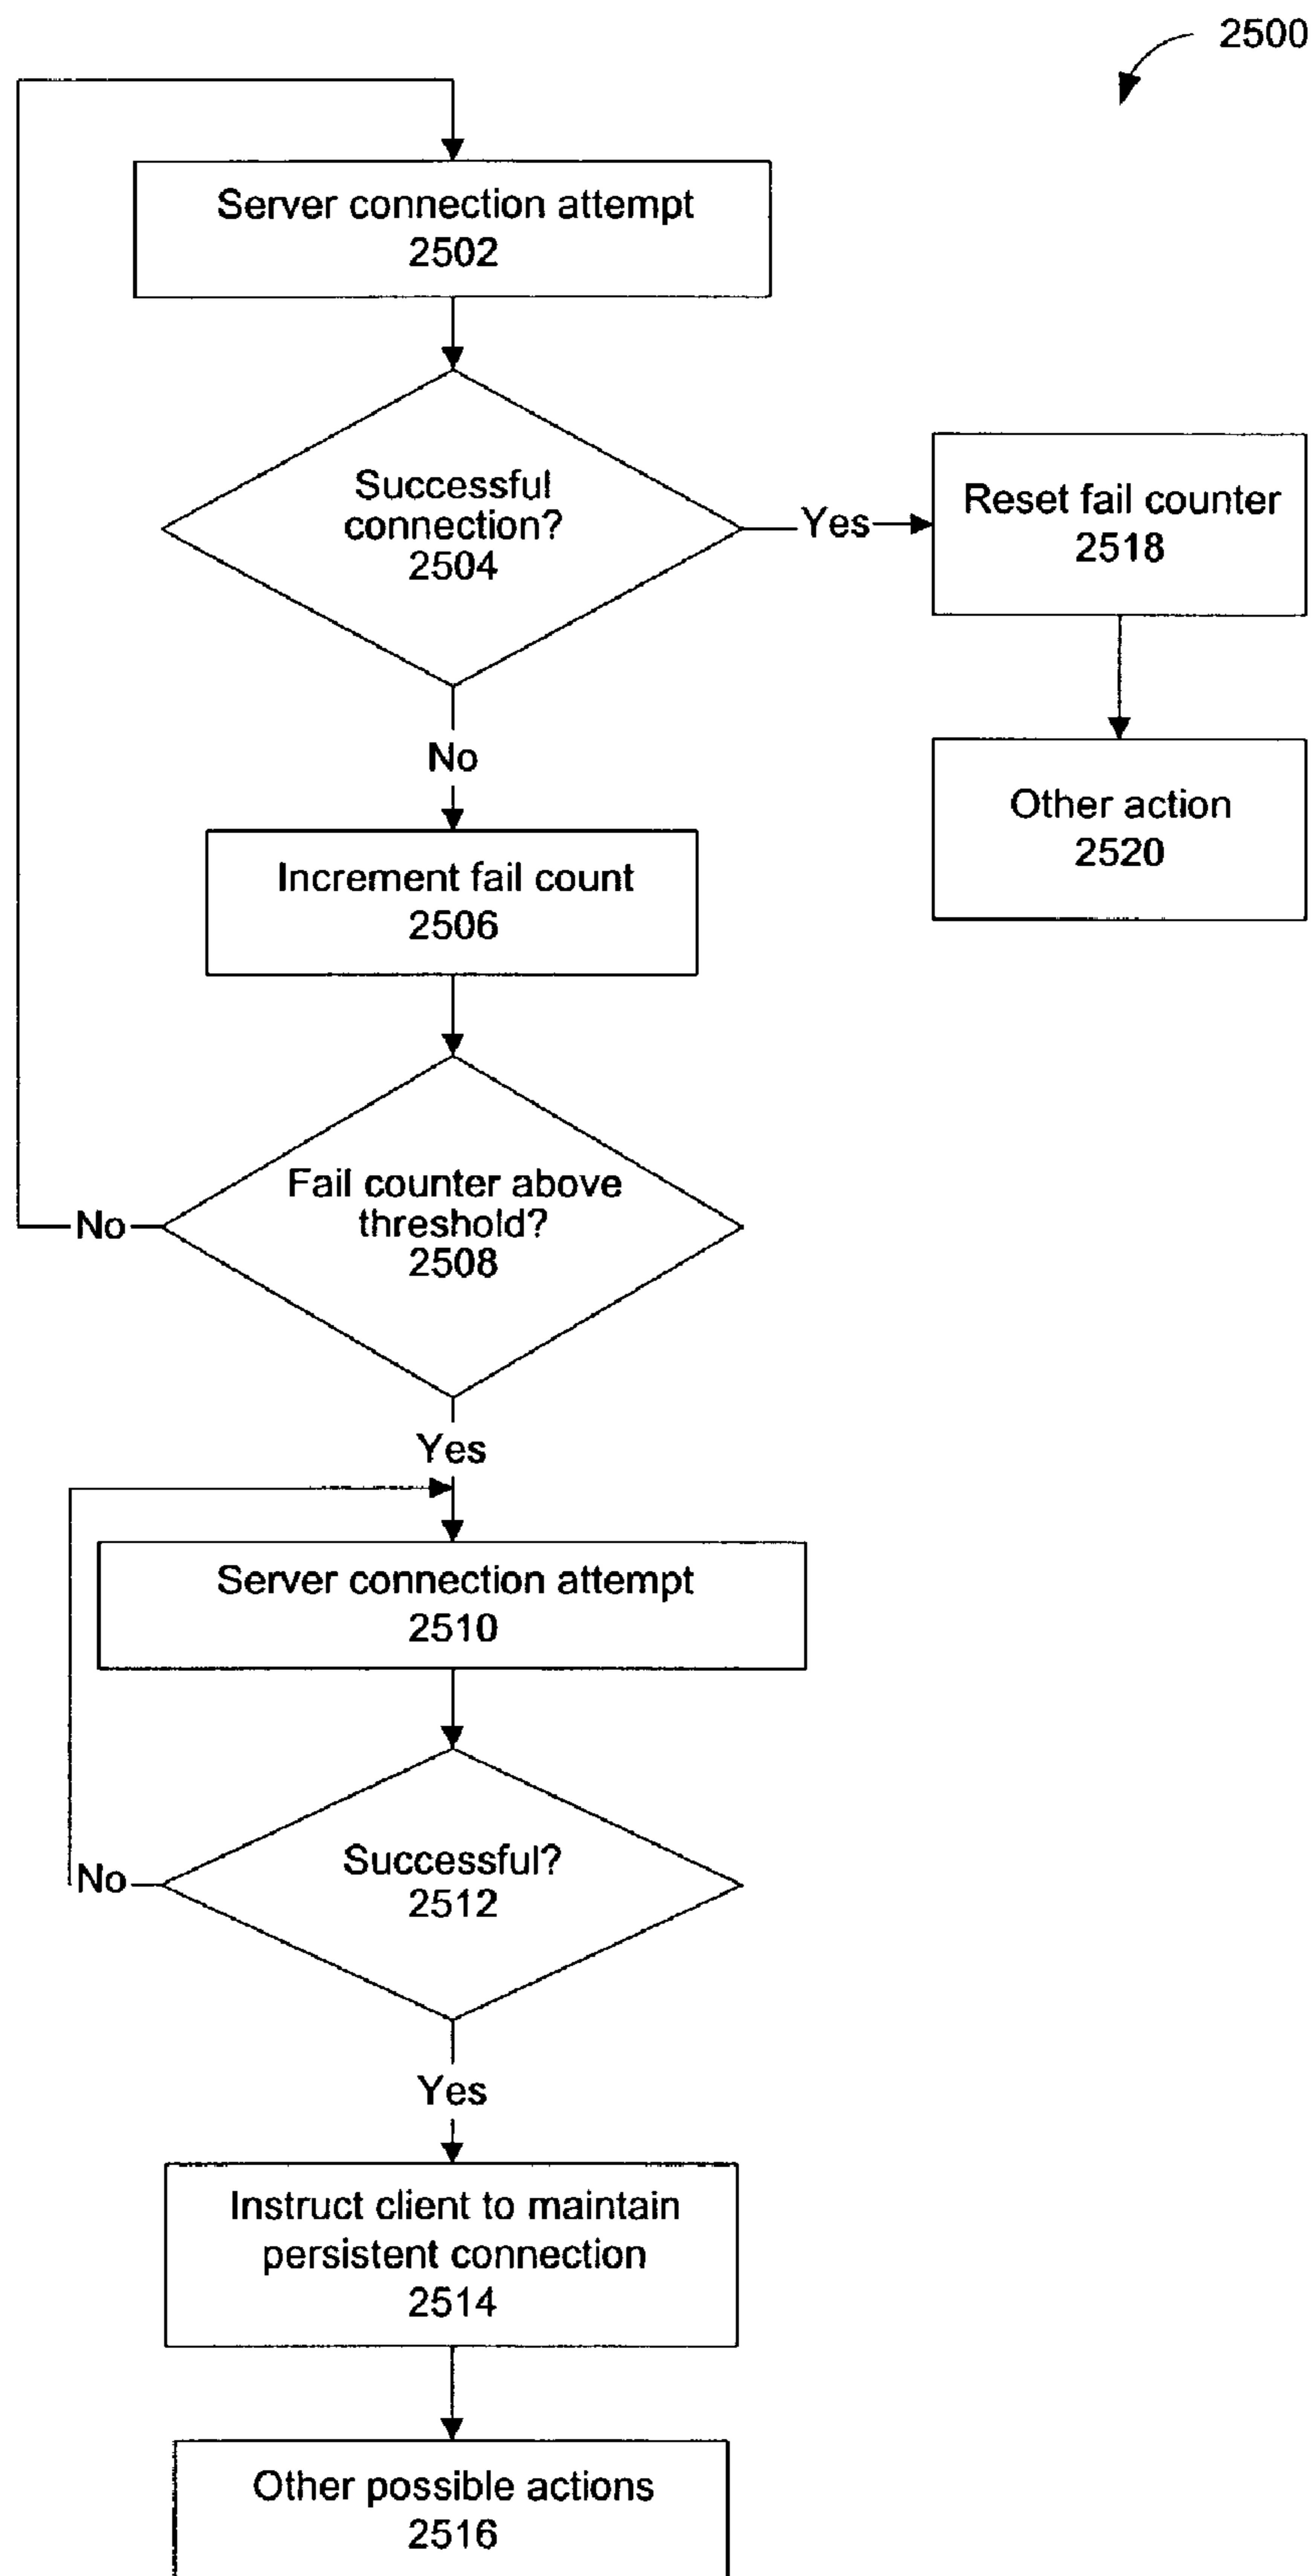 2500
Server connection attempt
2502
Successful
connection?
2504
Yes
Reset fail counter
2518
No
Other action
2520
Increment fail count
2506
Fail counter above
threshold?
2508
No
Yes
Server connection attempt
2510
Successful?
2512
No
Yes
Instruct client to maintain
persistent connection
2514
Other possible actions
2516